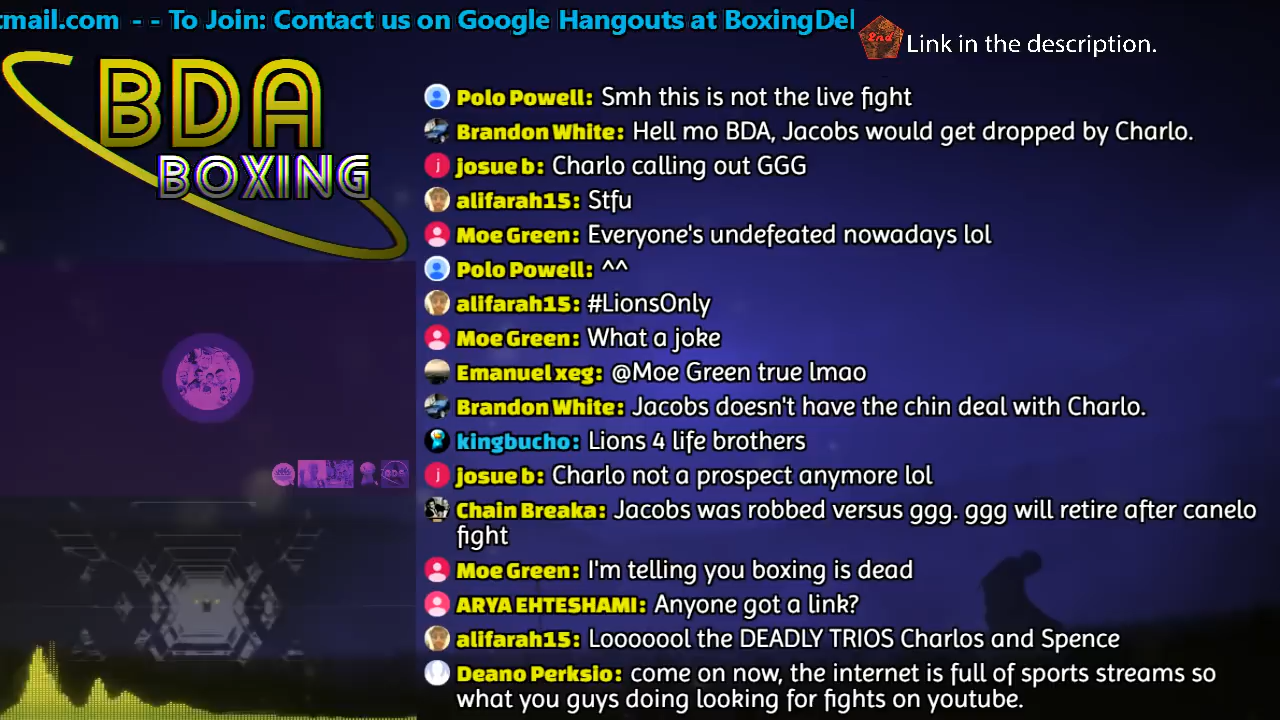 tmail.com - - To Join: Contact us on Google Hangouts at BoxingDel
2nd
Link in the description.
BDA
BOXING
Polo Powell: Smh this is not the live fight
Brandon White: Hell mo BDA, Jacobs would get dropped by Charlo.
j
josue b: Charlo calling out GGG
alifarah15: Stfu
Moe Green: Everyone's undefeated nowadays lol
Polo Powell: ^^
alifarah15: #LionsOnly
Moe Green: What a joke
Emanuel xeg: @Moe Green true lmao
Brandon White: Jacobs doesn't have the chin deal with Charlo.
kingbucho: Lions 4 life brothers
j
josue b: Charlo not a prospect anymore lol
Chain Breaka: Jacobs was robbed versus ggg. ggg will retire after canelo
fight
Moe Green: I'm telling you boxing is dead
ARYA EHTESHAMI: Anyone got a link?
alifarah15: Looooool the DEADLY TRIOS Charlos and Spence
Deano Perksio: come on now, the internet is full of sports streams so
what you guys doing looking for fights on youtube.